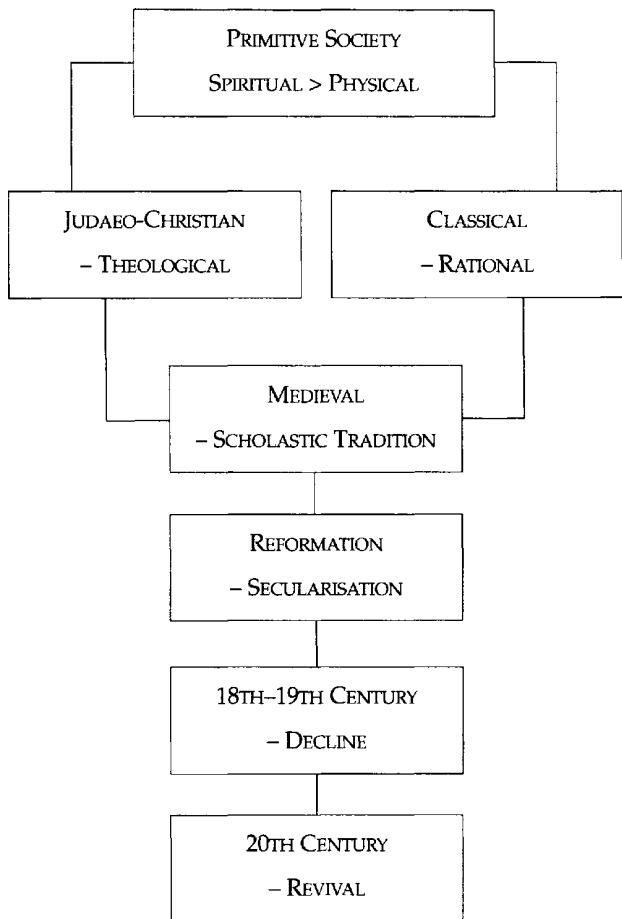 PRIMITIVE SOCIETY
SPIRITUAL > PHYSICAL
JUDAEO-CHRISTIAN
– THEOLOGICAL
CLASSICAL
– RATIONAL
MEDIEVAL
– SCHOLASTIC TRADITION
REFORMATION
– SECULARISATION
18TH–19TH CENTURY
– DECLINE
20TH CENTURY
– REVIVAL